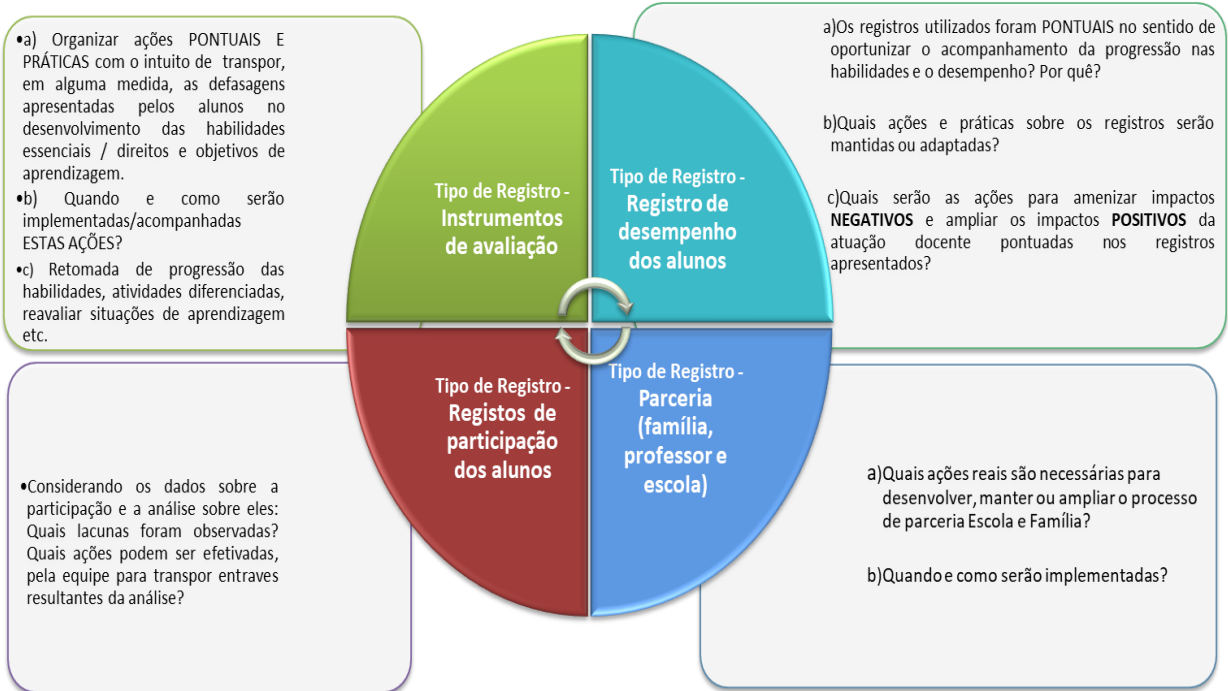 •a) Organizar ações PONTUAIS E
PRÁTICAS com o intuito de transpor,
em alguma medida, as defasagens
apresentadas pelos alunos no
desenvolvimento das habilidades
essenciais / direitos e objetivos de
aprendizagem.
•b) Quando e como serão
implementadas/acompanhadas
ESTAS AÇÕES?
•c) Retomada de progressão das
habilidades, atividades diferenciadas,
reavaliar situações de aprendizagem
etc.
Tipo de Registro -
Instrumentos
de avaliação
Tipo de Registro -
Registro de
desempenho
dos alunos
a)Os registros utilizados foram PONTUAIS no sentido de
oportunizar o acompanhamento da progressão nas
habilidades e o desempenho? Por quê?
b)Quais ações e práticas sobre os registros serão
mantidas ou adaptadas?
c)Quais serão as ações para amenizar impactos
NEGATIVOS e ampliar os impactos POSITIVOS da
atuação docente pontuadas nos registros
apresentados?
•Considerando os dados sobre a
participação e a análise sobre eles:
Quais lacunas foram observadas?
Quais ações podem ser efetivadas,
pela equipe para transpor entraves
resultantes da análise?
Tipo de Registro -
Registos de
participação
dos alunos
Tipo de Registro -
Parceria
(família,
professor e
escola)
a)Quais ações reais são necessárias para
desenvolver, manter ou ampliar o processo
de parceria Escola e Família?
b)Quando e como serão implementadas?